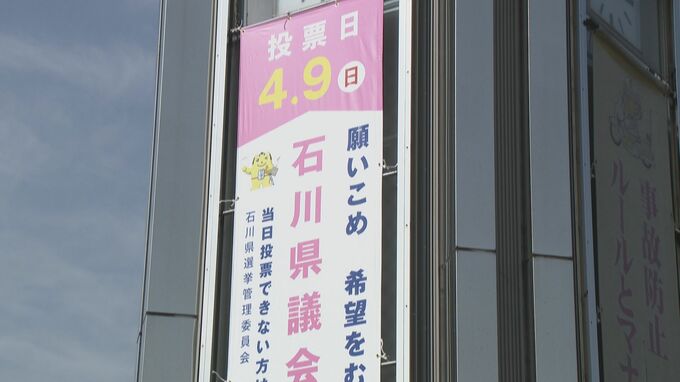 投票日
4.9日
願いこめ 希望をむ
石川県議会
当日投票できない方は
石川県選挙管理委員会
事故防止
ルールとマナ